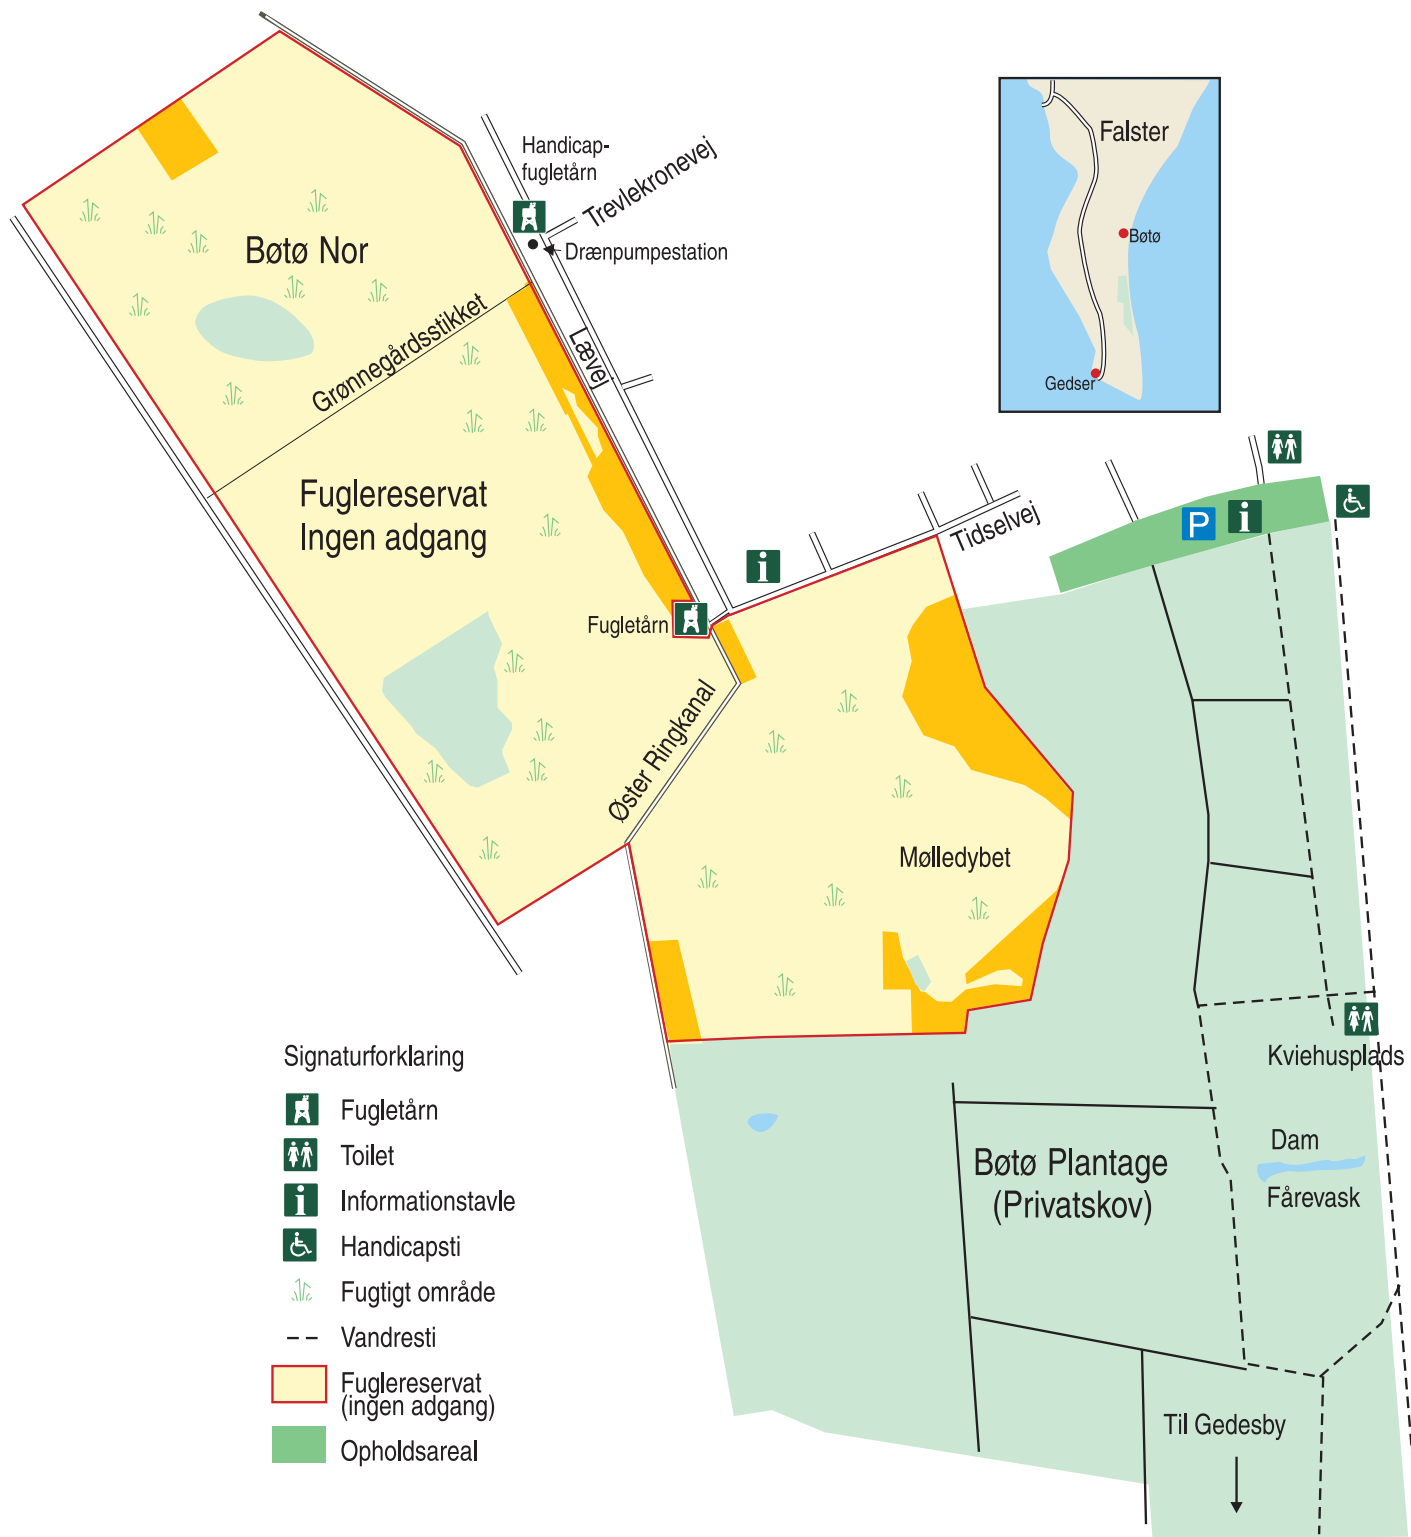 Handicap-
fugletårn
Trevlekronevej
Drænpumpestation
Bøtø Nor
Grønnegårdsstikket
Lævej
Fuglereservat
Ingen adgang
Fugletårn
Tidselvej
Øster Ringkanal
Mølledybet
Falster
Bøtø
Gedser
P
Kviehusplads
Dam
Fårevask
Bøtø Plantage
(Privatskov)
Til Gedesby
Signaturforklaring
Fugletårn
Toilet
Informationstavle
Handicapsti
Fugtigt område
Vandresti
Fuglereservat
(ingen adgang)
Opholdsareal